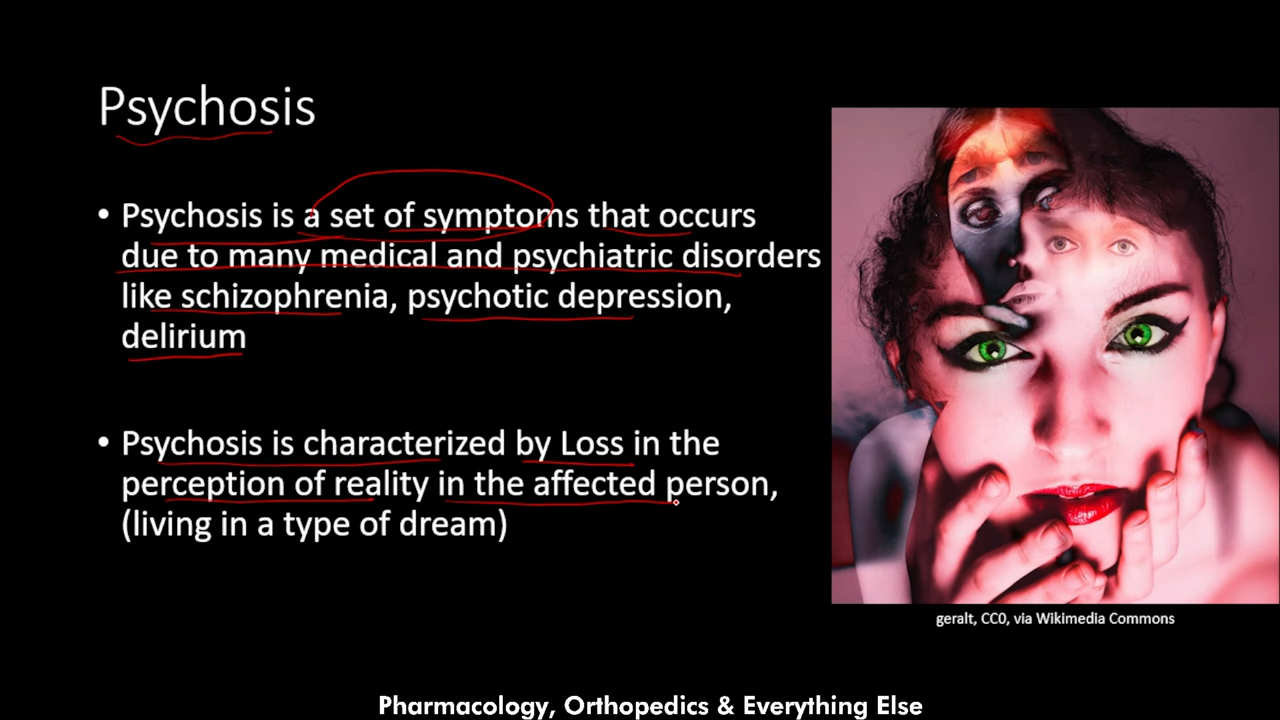 Psychosis
• Psychosis is a set of symptoms that occurs
due to many medical and psychiatric disorders
like schizophrenia, psychotic depression,
delirium
• Psychosis is characterized by Loss in the
perception of reality in the affected person,
(living in a type of dream)
geralt, CC0, via Wikimedia Commons
Pharmacology, Orthopedics & Everything Else